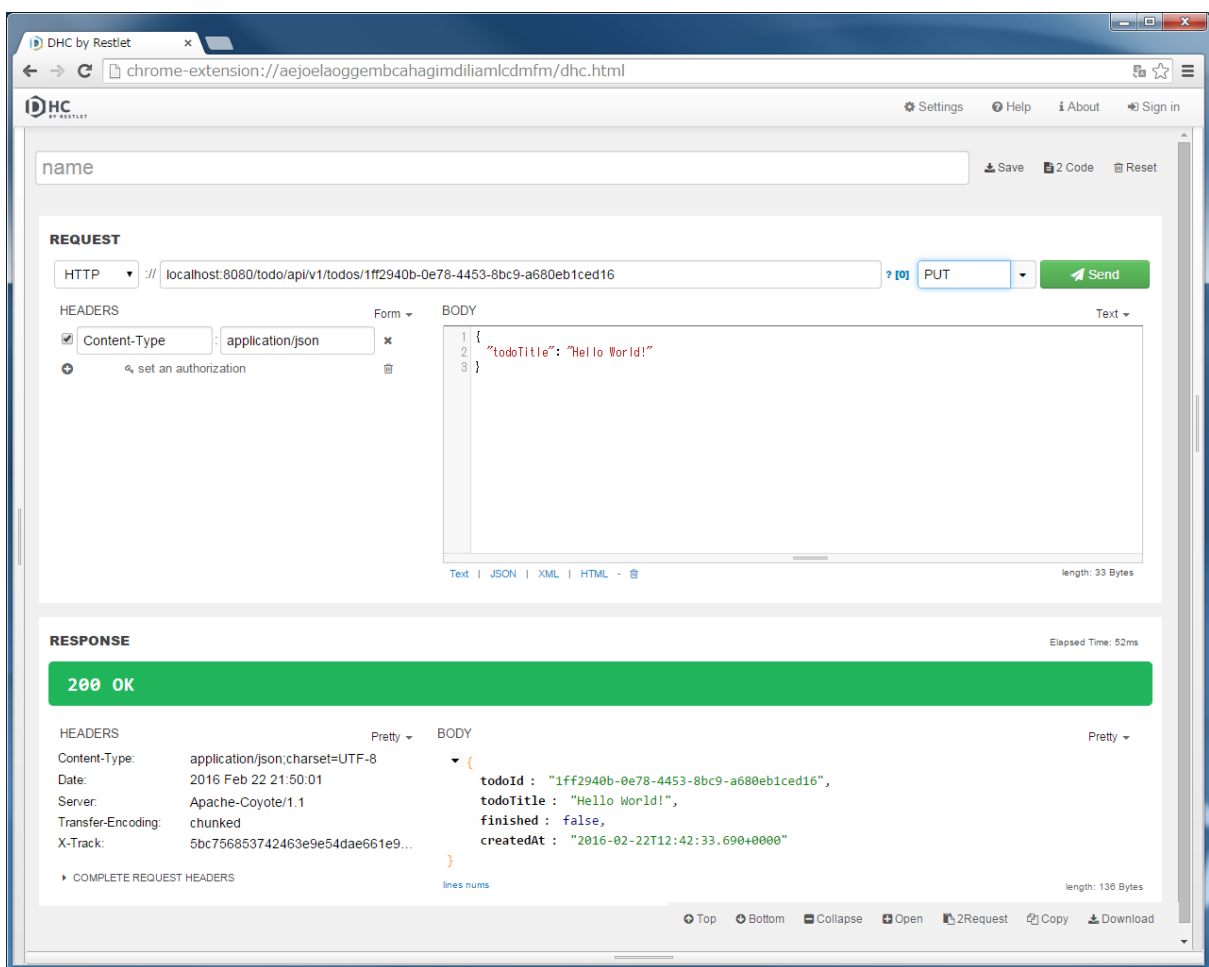 DHC by Restlet
chrome-extension://aejoelaoggembcahagimdiliamlcdmfm/dhc.html
DHC BY RESTLET
Settings Help About Sign in
name
Save 2 Code Reset
REQUEST
HTTP :// localhost:8080/todo/api/v1/todos/1ff2940b-0e78-4453-8bc9-a680eb1ced16 ? [0] PUT Send
HEADERS Form
Content-Type : application/json
set an authorization
BODY Text
1 {
2 "todoTitle": "Hello World!"
3 }
Text | JSON | XML | HTML - length: 33 Bytes
RESPONSE Elapsed Time: 52ms
200 OK
HEADERS Pretty
Content-Type: application/json;charset=UTF-8
Date: 2016 Feb 22 21:50:01
Server: Apache-Coyote/1.1
Transfer-Encoding: chunked
X-Track: 5bc756853742463e9e54dae661e9...
COMPLETE REQUEST HEADERS
BODY Pretty
{
todoId : "1ff2940b-0e78-4453-8bc9-a680eb1ced16",
todoTitle : "Hello World!",
finished : false,
createdAt : "2016-02-22T12:42:33.690+0000"
}
lines nums length: 136 Bytes
Top Bottom Collapse Open 2Request Copy Download